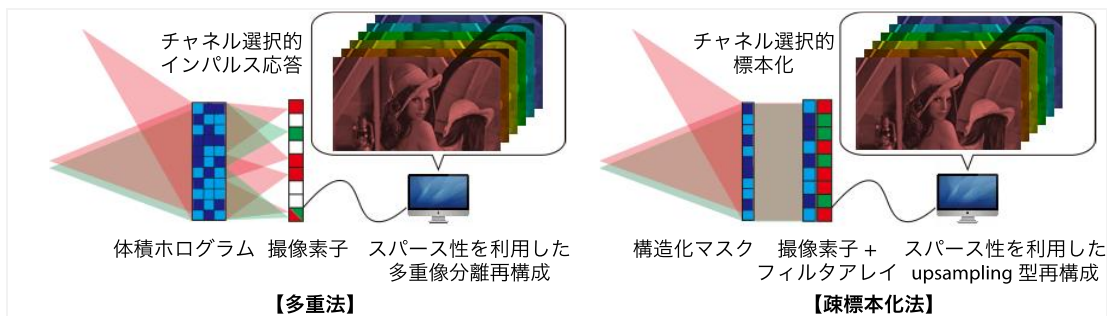 チャネル選択的
インパルス応答
体積ホログラム
撮像素子
スパース性を利用した
多重像分離再構成
【多重法】
チャネル選択的
標本化
構造化マスク
撮像素子 +
フィルタアレイ
スパース性を利用した
upsampling 型再構成
【疎標本化法】